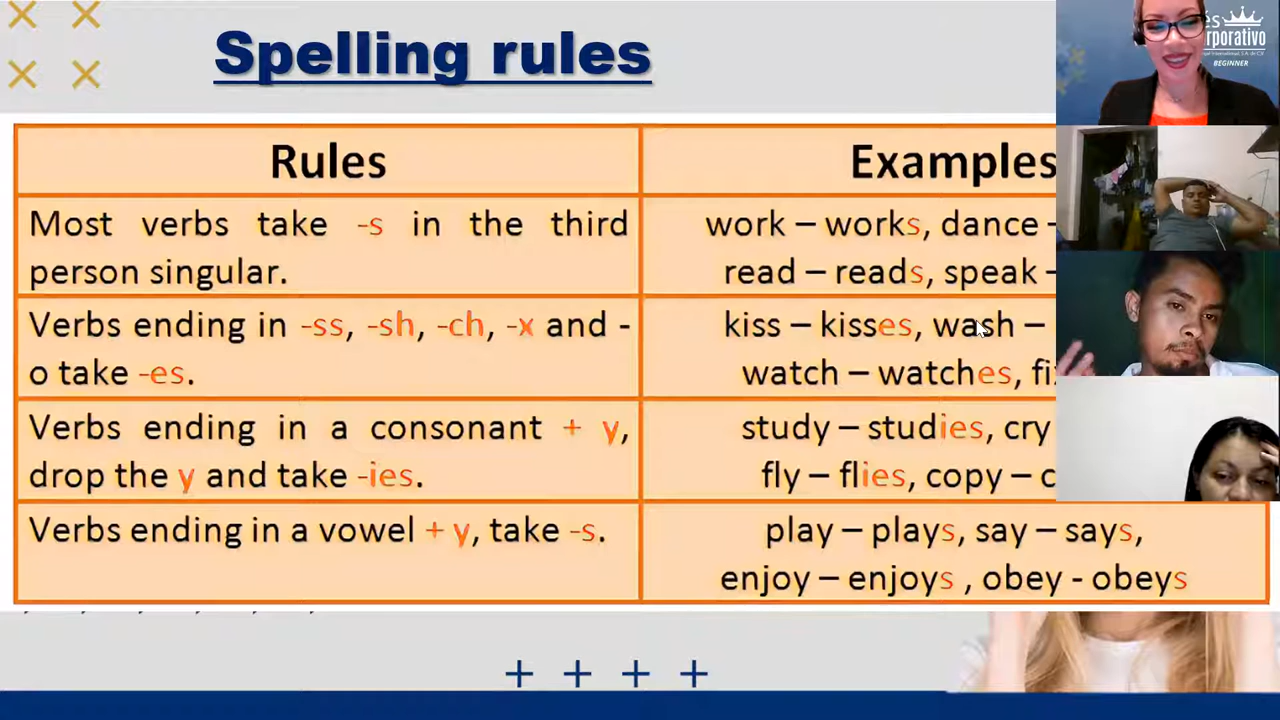 Spelling rules
és
rporativo
BEGINNER
Rules
Examples
Most verbs take -s in the third
person singular.
work – works, dance –
read – reads, speak –
Verbs ending in -ss, -sh, -ch, -x and -
o take -es.
kiss – kisses, wash –
watch – watches, fix
Verbs ending in a consonant + y,
drop the y and take -ies.
study – studies, cry
fly – flies, copy – c
Verbs ending in a vowel + y, take -s.
play – plays, say – says,
enjoy – enjoys , obey - obeys